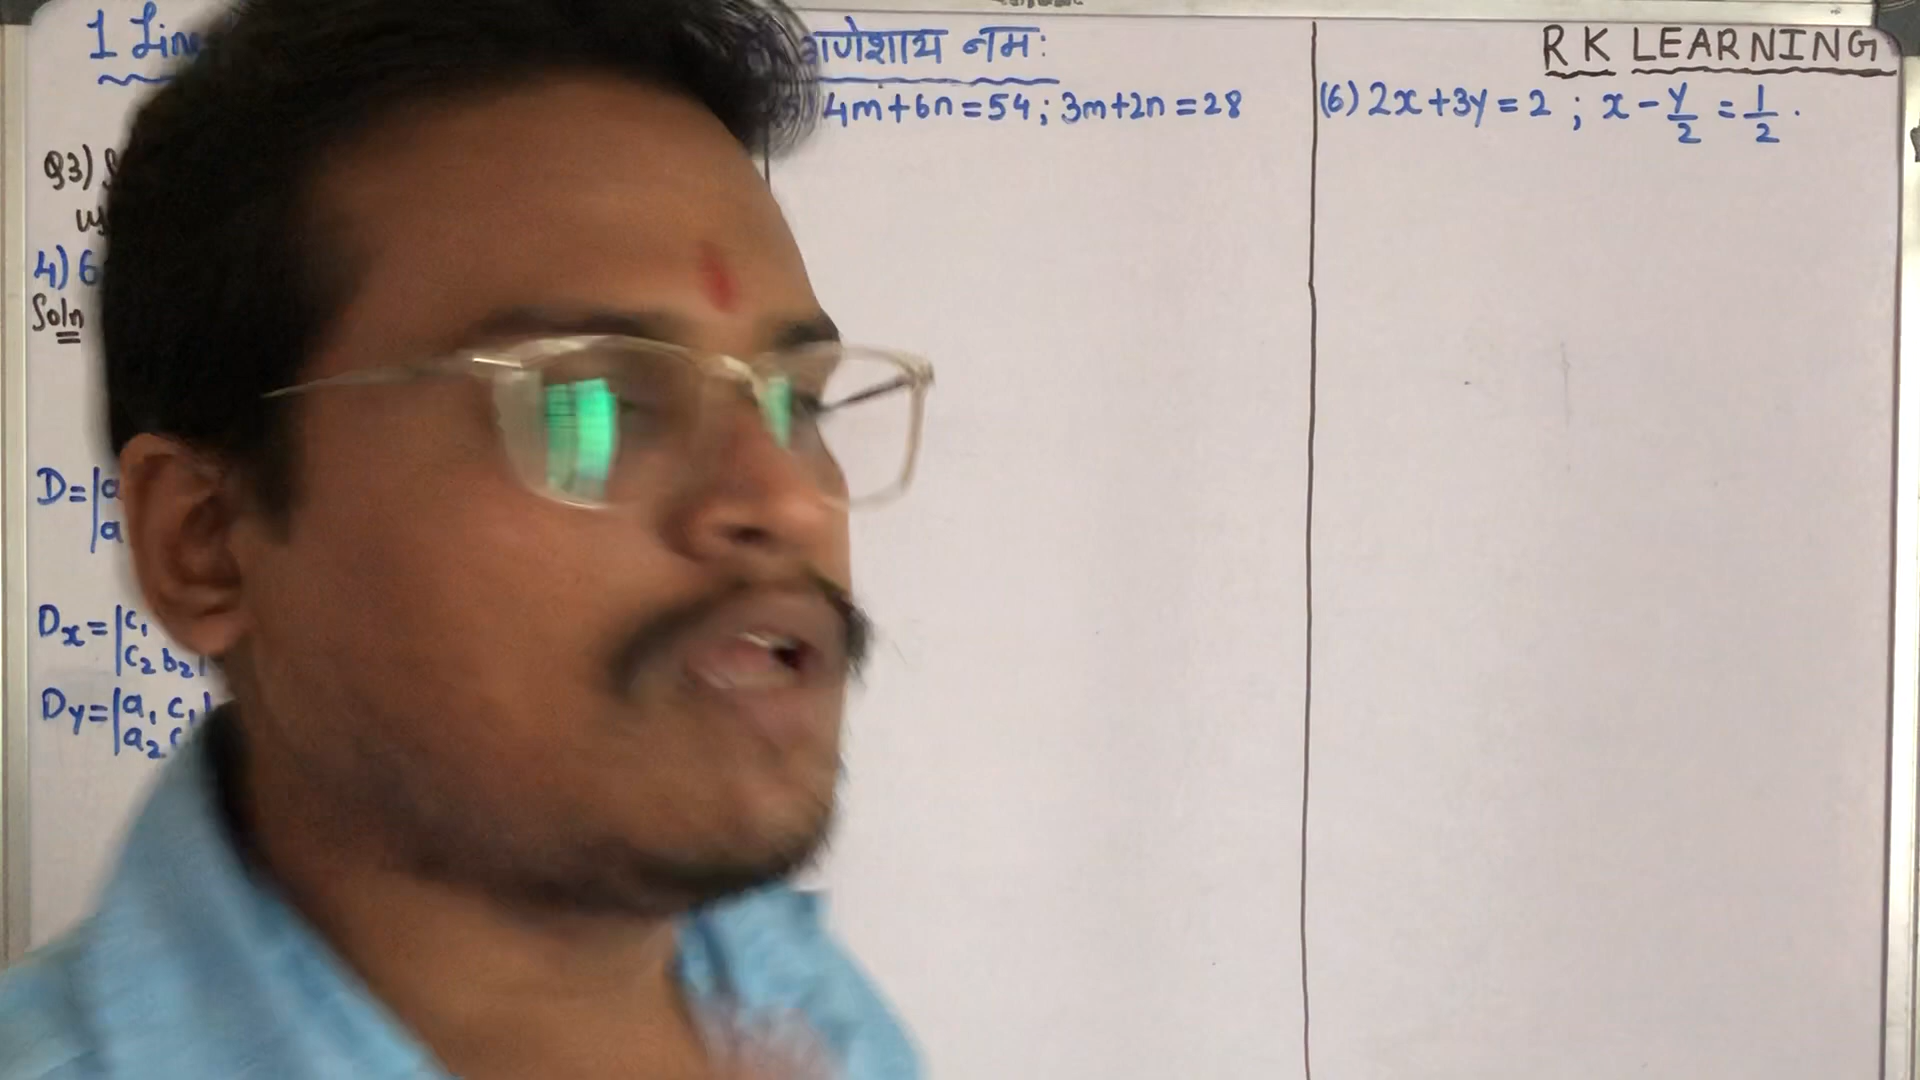 1
गणेशाय नमः
R K LEARNING
4m+6n=54; 3m+2n=28
(6) 2x+3y=2 ; x-y/2=1/2.
Q3)
4) 6
Soln
D=|a
a
Dx=|c₁
c₂ b₂|
Dy=|a₁ c₁|
a₂ c